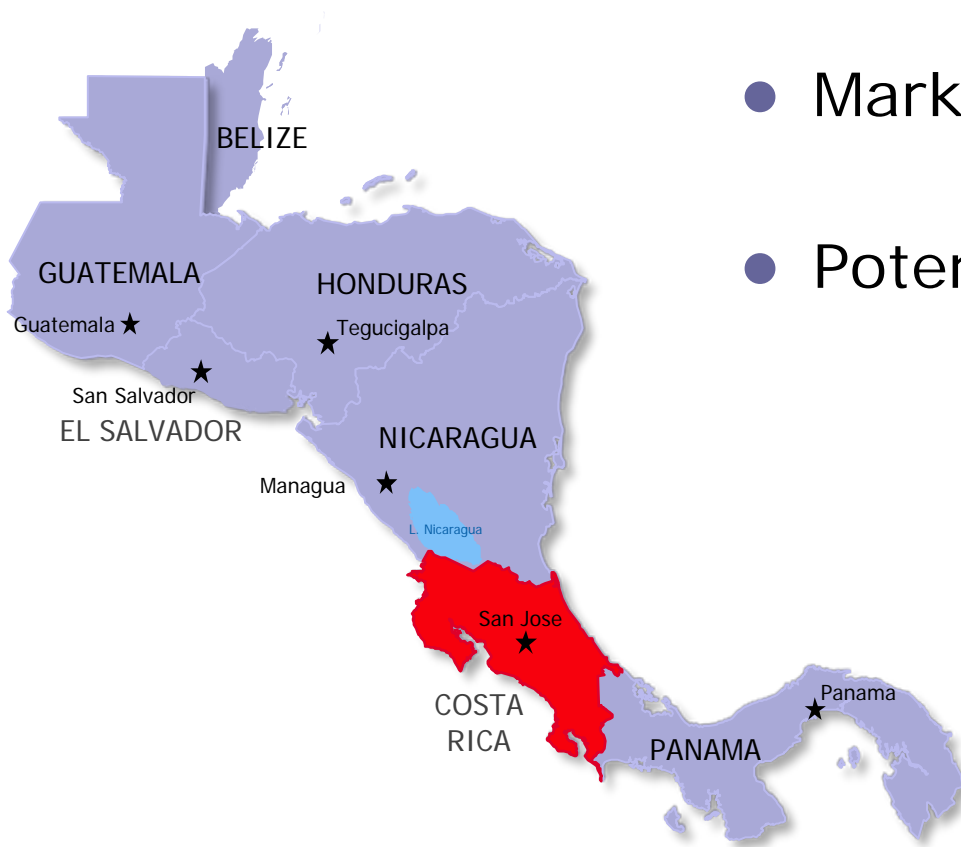 BELIZE
GUATEMALA
HONDURAS
Guatemala
Tegucigalpa
San Salvador
EL SALVADOR
NICARAGUA
Managua
L. Nicaragua
San Jose
COSTA
RICA
Panama
PANAMA
• Mark
• Poten